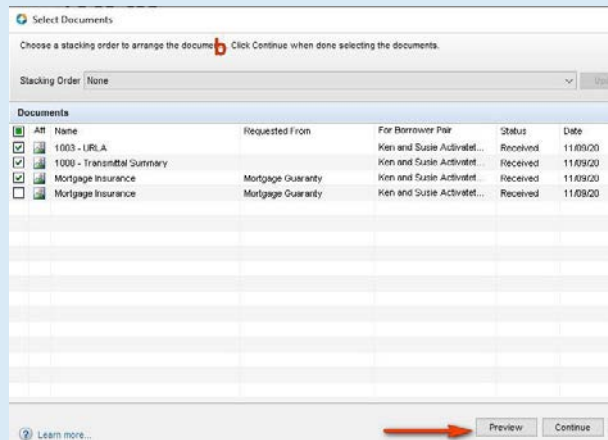 Select Documents
Choose a stacking order to arrange the documen b Click Continue when done selecting the documents.
Stacking Order None
Documents
Att Name Requested From For Borrower Pair Status Date
1003 - URLA Ken and Susie Activatet... Received 11/09/20
1008 - Transmittal Summary Ken and Susie Activatet... Received 11/09/20
Mortgage Insurance Mortgage Guaranty Ken and Susie Activatet... Received 11/09/20
Mortgage Insurance Mortgage Guaranty Ken and Susie Activatet... Received 11/09/20
Learn more... Preview Continue